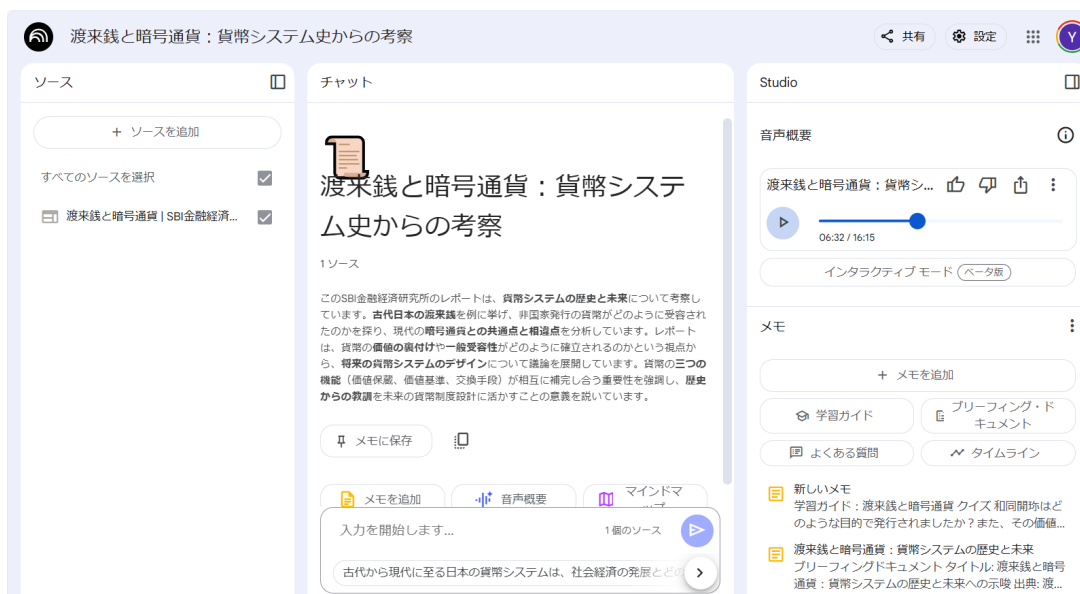 渡来銭と暗号通貨：貨幣システム史からの考察
共有
設定
Y
ソース
＋ ソースを追加
すべてのソースを選択
渡来銭と暗号通貨 | SBI金融経済...
チャット
渡来銭と暗号通貨：貨幣システ
ム史からの考察
1 ソース
このSBI金融経済研究所のレポートは、貨幣システムの歴史と未来について考察し
ています。古代日本の渡来銭を例に挙げ、非国家発行の貨幣がどのように受容され
たのかを探り、現代の暗号通貨との共通点と相違点を分析しています。レポート
は、貨幣の価値の裏付けや一般受容性がどのように確立されるのかという視点か
ら、将来の貨幣システムのデザインについて議論を展開しています。貨幣の三つの
機能（価値保蔵、価値基準、交換手段）が相互に補完し合う重要性を強調し、歴史
からの教訓を未来の貨幣制度設計に活かすことの意義を説いています。
メモに保存
メモを追加
音声概要
マインドマ
ップ
入力を開始します...
1 個のソース
古代から現代に至る日本の貨幣システムは、社会経済の発展とどの
Studio
音声概要
渡来銭と暗号通貨：貨幣シ...
06:32 / 16:15
インタラクティブ モード
ベータ版
メモ
＋ メモを追加
学習ガイド
ブリーフィング・ド
キュメント
よくある質問
タイムライン
新しいメモ
学習ガイド：渡来銭と暗号通貨 クイズ 和同開珎はど
のような目的で発行されましたか？また、その価値...
渡来銭と暗号通貨：貨幣システムの歴史と未来
ブリーフィングドキュメント タイトル: 渡来銭と暗号
通貨：貨幣システムの歴史と未来への示唆 出典: 渡...